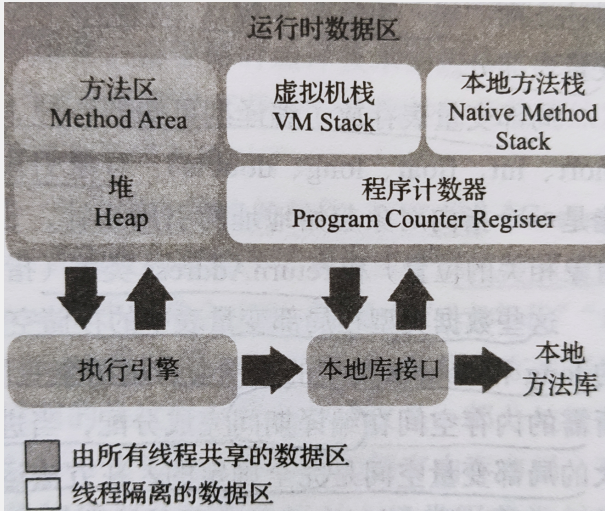 运行时数据区
方法区
Method Area
虚拟机栈
VM Stack
本地方法栈
Native Method
Stack
堆
Heap
程序计数器
Program Counter Register
执行引擎
本地库接口
本地
方法库
由所有线程共享的数据区
线程隔离的数据区